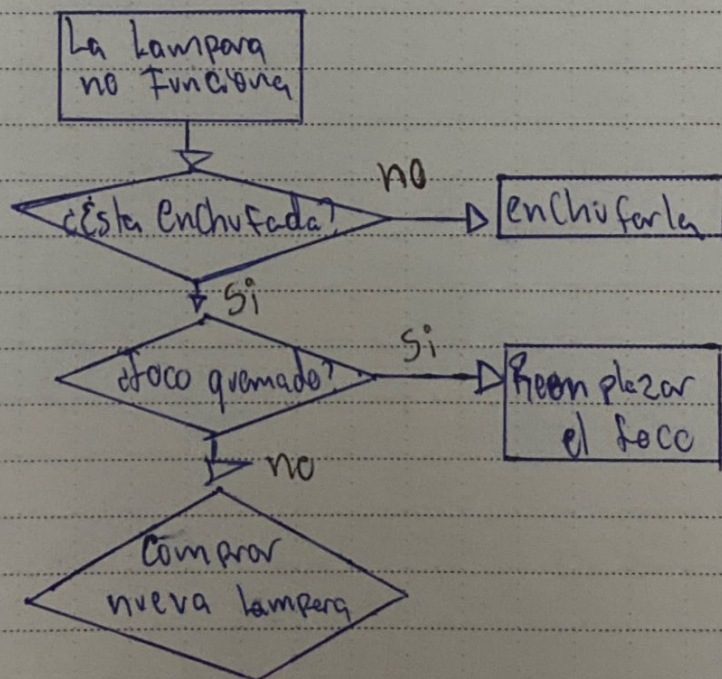 La Lampara
no Funciona
no
¿Esta enchufada?
enchufarla
Si
Si
¿foco quemado?
Reemplazar
el foco
no
Comprar
nueva Lampara